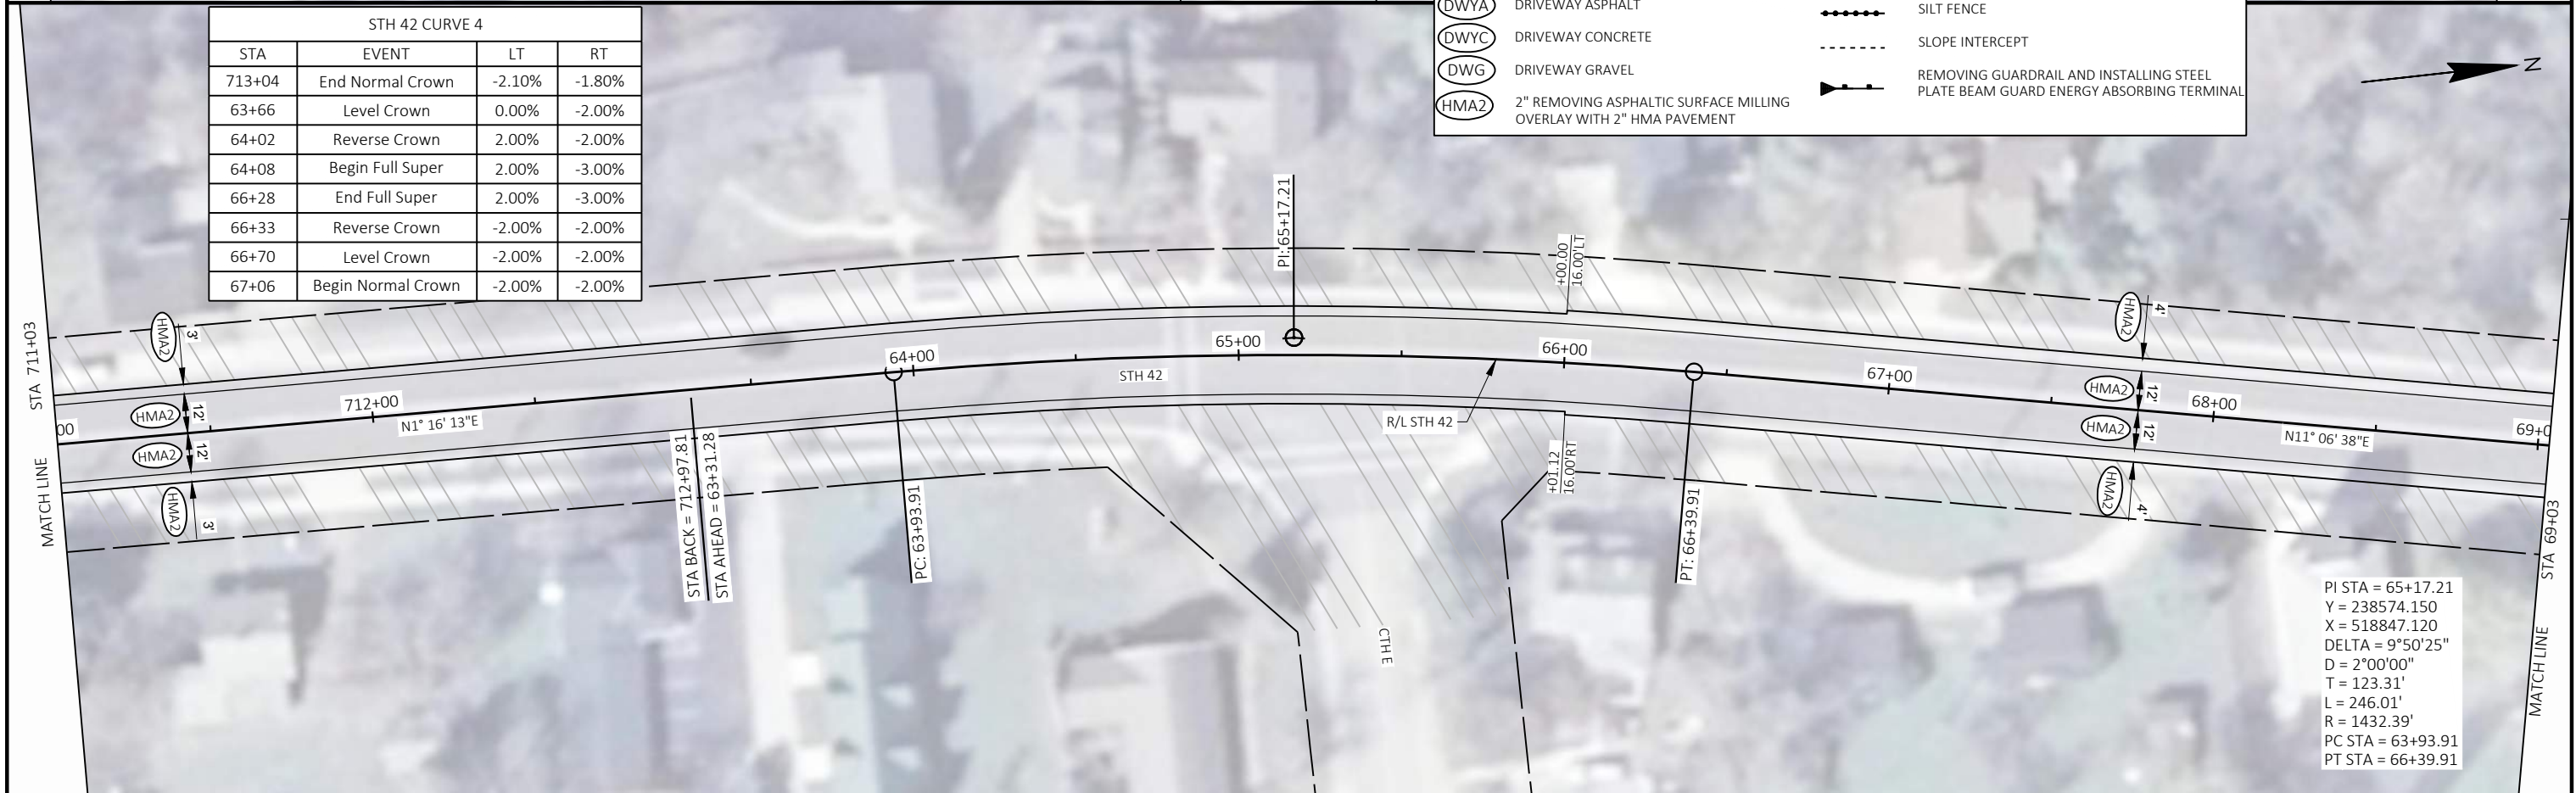 STH 42 CURVE 4
STA EVENT LT RT
713+04 End Normal Crown -2.10% -1.80%
63+66 Level Crown 0.00% -2.00%
64+02 Reverse Crown 2.00% -2.00%
64+08 Begin Full Super 2.00% -3.00%
66+28 End Full Super 2.00% -3.00%
66+33 Reverse Crown -2.00% -2.00%
66+70 Level Crown -2.00% -2.00%
67+06 Begin Normal Crown -2.00% -2.00%
DWYA DRIVEWAY ASPHALT
DWYC DRIVEWAY CONCRETE
DWG DRIVEWAY GRAVEL
HMA2 2" REMOVING ASPHALTIC SURFACE MILLING
OVERLAY WITH 2" HMA PAVEMENT
SILT FENCE
SLOPE INTERCEPT
REMOVING GUARDRAIL AND INSTALLING STEEL
PLATE BEAM GUARD ENERGY ABSORBING TERMINAL
N
MATCH LINE STA 711+03
HMA2
3'
HMA2
12'
HMA2
12'
HMA2
3'
00
712+00
N1° 16' 13"E
STA BACK = 712+97.81
STA AHEAD = 63+31.28
64+00
PC: 63+93.91
STH 42
65+00
PI: 65+17.21
R/L STH 42
66+00
+00.00
16.00'LT
+01.12
16.00'RT
CTH E
PT: 66+39.91
67+00
HMA2
4'
HMA2
12'
HMA2
12'
HMA2
4'
68+00
N11° 06' 38"E
69+0
MATCH LINE STA 69+03
PI STA = 65+17.21
Y = 238574.150
X = 518847.120
DELTA = 9°50'25"
D = 2°00'00"
T = 123.31'
L = 246.01'
R = 1432.39'
PC STA = 63+93.91
PT STA = 66+39.91